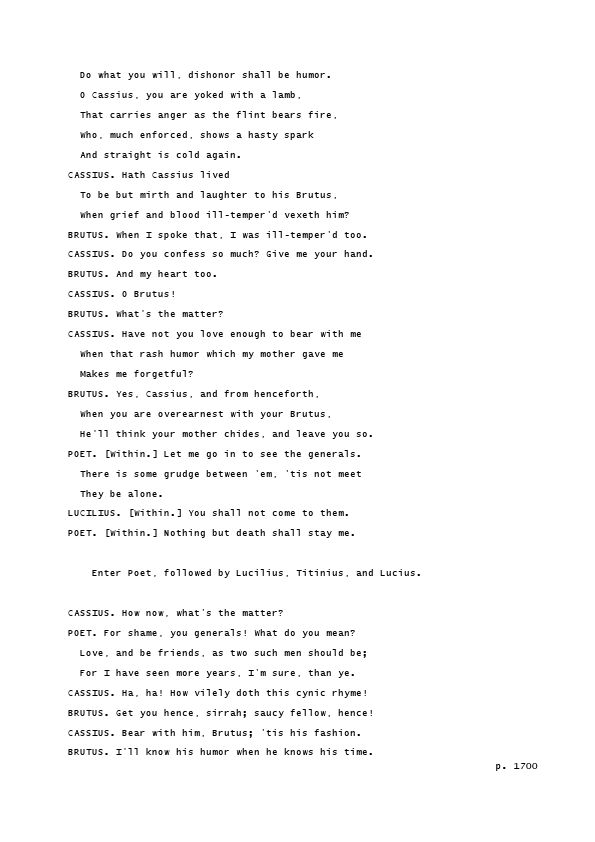 Do what you will, dishonor shall be humor.
O Cassius, you are yoked with a lamb,
That carries anger as the flint bears fire,
Who, much enforced, shows a hasty spark
And straight is cold again.
CASSIUS. Hath Cassius lived
To be but mirth and laughter to his Brutus,
When grief and blood ill-temper'd vexeth him?
BRUTUS. When I spoke that, I was ill-temper'd too.
CASSIUS. Do you confess so much? Give me your hand.
BRUTUS. And my heart too.
CASSIUS. O Brutus!
BRUTUS. What's the matter?
CASSIUS. Have not you love enough to bear with me
When that rash humor which my mother gave me
Makes me forgetful?
BRUTUS. Yes, Cassius, and from henceforth,
When you are overearnest with your Brutus,
He'll think your mother chides, and leave you so.
POET. [Within.] Let me go in to see the generals.
There is some grudge between 'em, 'tis not meet
They be alone.
LUCILIUS. [Within.] You shall not come to them.
POET. [Within.] Nothing but death shall stay me.
Enter Poet, followed by Lucilius, Titinius, and Lucius.
CASSIUS. How now, what's the matter?
POET. For shame, you generals! What do you mean?
Love, and be friends, as two such men should be;
For I have seen more years, I'm sure, than ye.
CASSIUS. Ha, ha! How vilely doth this cynic rhyme!
BRUTUS. Get you hence, sirrah; saucy fellow, hence!
CASSIUS. Bear with him, Brutus; 'tis his fashion.
BRUTUS. I'll know his humor when he knows his time.
p. 1700